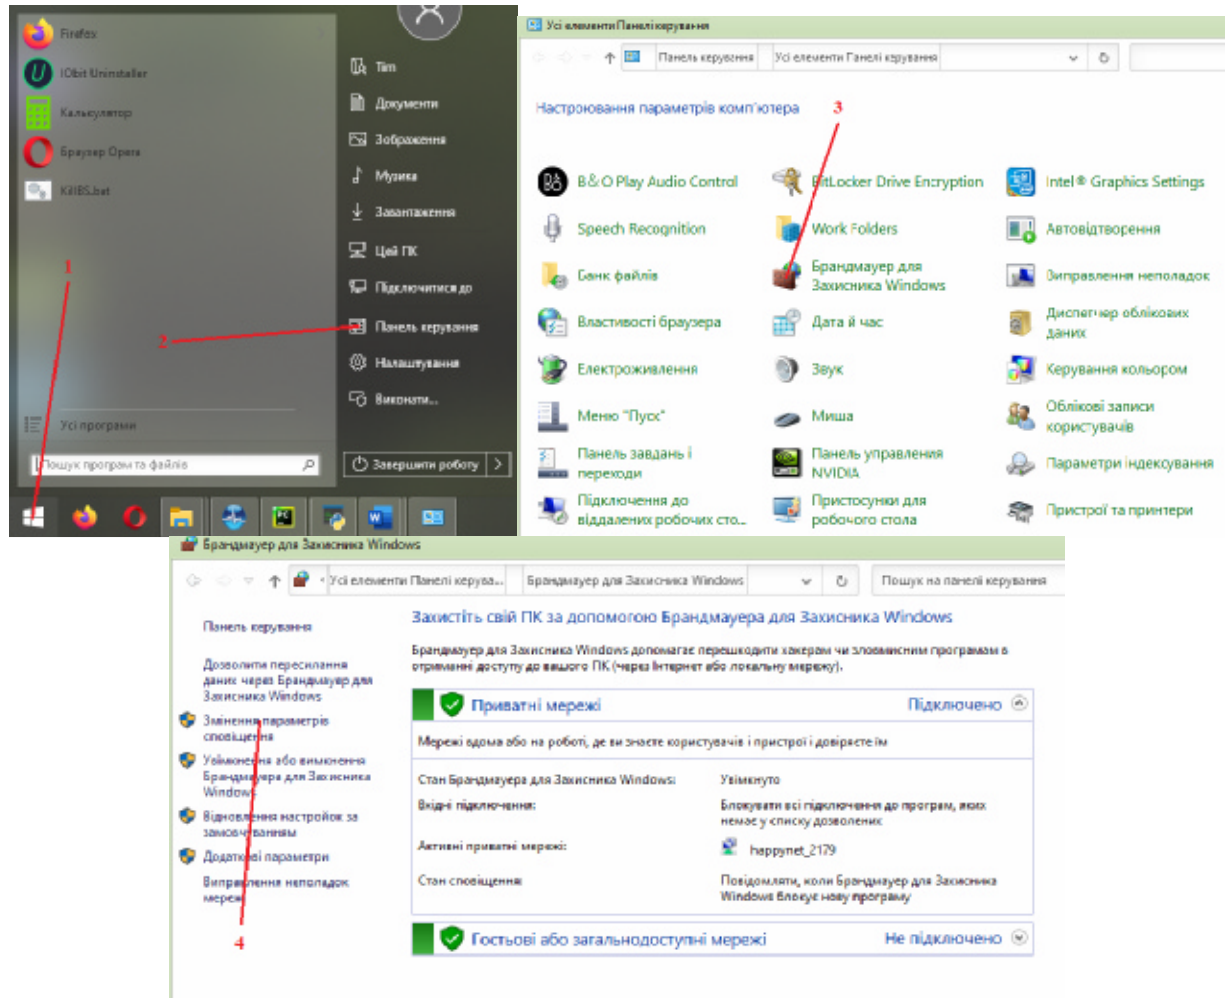 Firefox
IObit Uninstaller
Калькулятор
Браузер Opera
KillBS.bat
1
2
Усі програми
Пошук програм та файлів
Tim
Документи
Зображення
Музика
Завантаження
Цей ПК
Підключитися до
Панель керування
Налаштування
Виконати...
Завершити роботу
Усі елементи Панелі керування
Панель керування
Усі елементи Панелі керування
Настроювання параметрів комп'ютера
3
B&O Play Audio Control
BitLocker Drive Encryption
Intel® Graphics Settings
Speech Recognition
Work Folders
Автовідтворення
Банк файлів
Брандмауер для
Захисника Windows
Виправлення неполадок
Властивості браузера
Дата й час
Диспетчер облікових
даних
Електроживлення
Звук
Керування кольором
Меню "Пуск"
Миша
Облікові записи
користувачів
Панель завдань і
переходи
Панель управления
NVIDIA
Параметри індексування
Підключення до
віддалених робочих сто...
Пристосунки для
робочого стола
Пристрої та принтери
Брандмауер для Захисника Windows
Усі елементи Панелі керува...
Брандмауер для Захисника Windows
Пошук на панелі керування
Панель керування
Дозволити пересилання
даних через Брандмауер для
Захисника Windows
Змінення параметрів
сповіщення
Увімкнення або вимкнення
Брандмауера для Захисника
Windows
Відновлення настройок за
замовчуванням
Додаткові параметри
Виправлення неполадок
мережі
4
Захистіть свій ПК за допомогою Брандмауера для Захисника Windows
Брандмауер для Захисника Windows допомагає перешкодити хакерам чи зловмисним програмам в
отриманні доступу до вашого ПК (через Інтернет або локальну мережу).
Приватні мережі
Підключено
Мережі вдома або на роботі, де ви знаєте користувачів і пристрої і довіряєте їм
Стан Брандмауера для Захисника Windows:
Увімкнуто
Вхідні підключення:
Блокувати всі підключення до програм, яких
немає у списку дозволених
Активні приватні мережі:
happynet_2179
Стан сповіщення:
Повідомляти, коли Брандмауер для Захисника
Windows блокує нову програму
Гостьові або загальнодоступні мережі
Не підключено